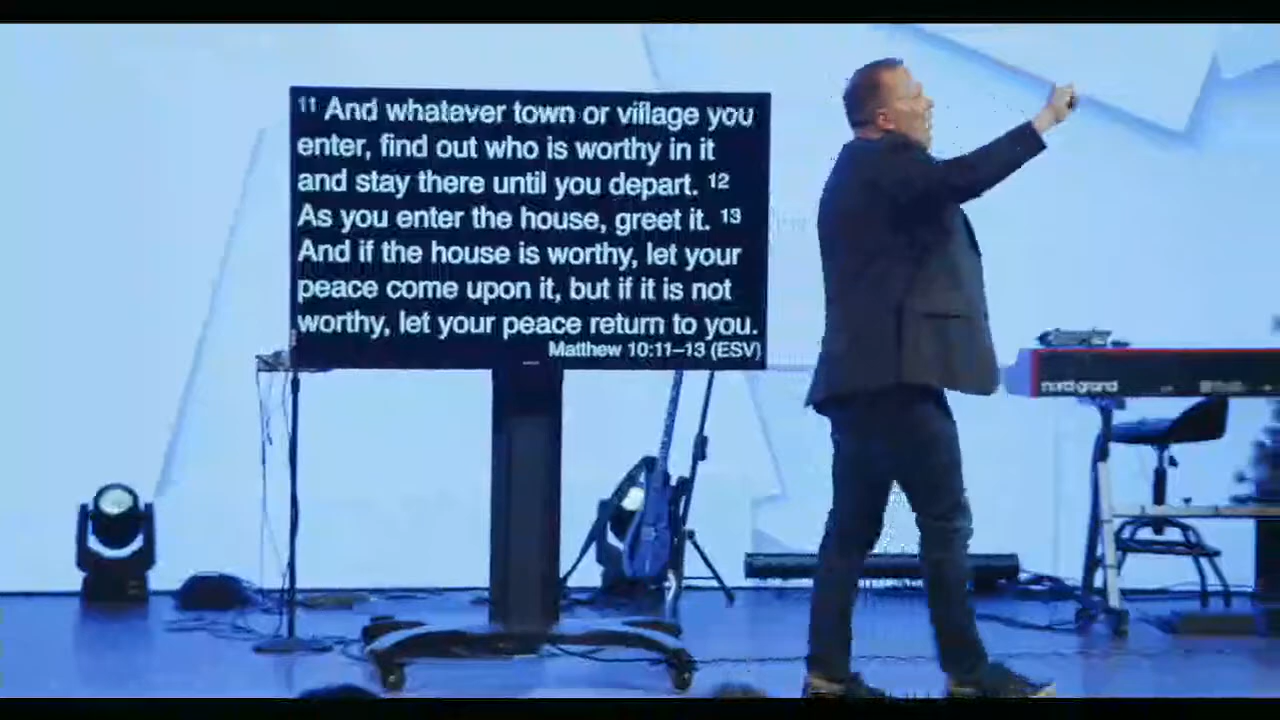 11 And whatever town or village you
enter, find out who is worthy in it
and stay there until you depart. 12
As you enter the house, greet it. 13
And if the house is worthy, let your
peace come upon it, but if it is not
worthy, let your peace return to you.
Matthew 10:11–13 (ESV)
nord grand